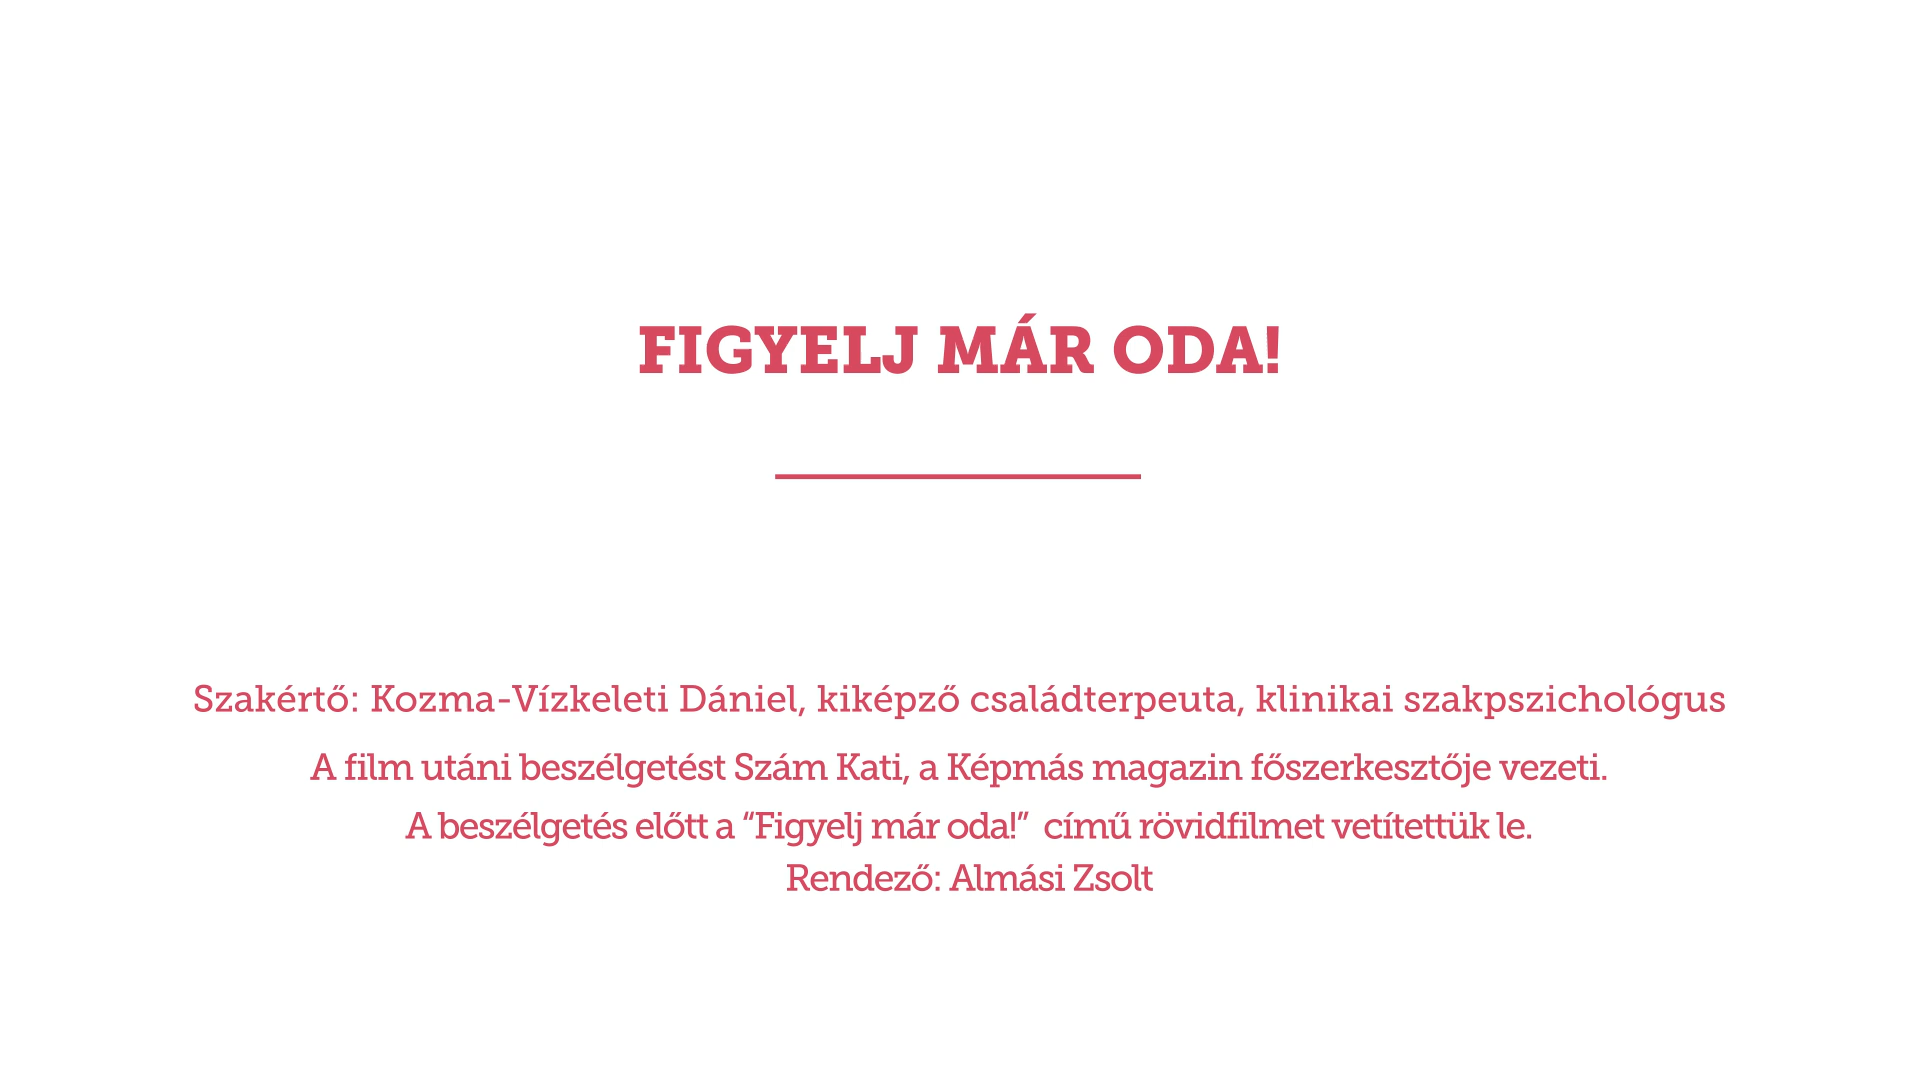 FIGYELJ MÁR ODA!
Szakértő: Kozma-Vízkeleti Dániel, kiképző családterpeuta, klinikai szakpszichológus
A film utáni beszélgetést Szám Kati, a Képmás magazin főszerkesztője vezeti.
A beszélgetés előtt a “Figyelj már oda!” című rövidfilmet vetítettük le.
Rendező: Almási Zsolt